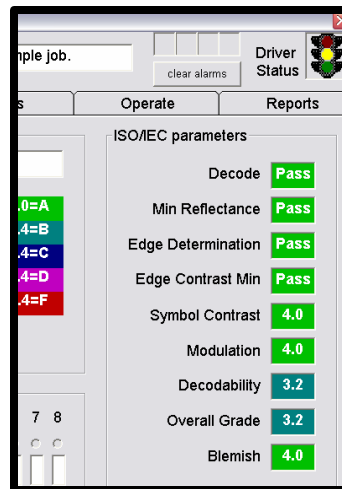 nple job.
clear alarms
Driver
Status
s
Operate
Reports
ISO/IEC parameters
.0=A
.4=B
.4=C
.4=D
.4=F
Decode Pass
Min Reflectance Pass
Edge Determination Pass
Edge Contrast Min Pass
Symbol Contrast 4.0
Modulation 4.0
Decodability 3.2
Overall Grade 3.2
Blemish 4.0
7 8